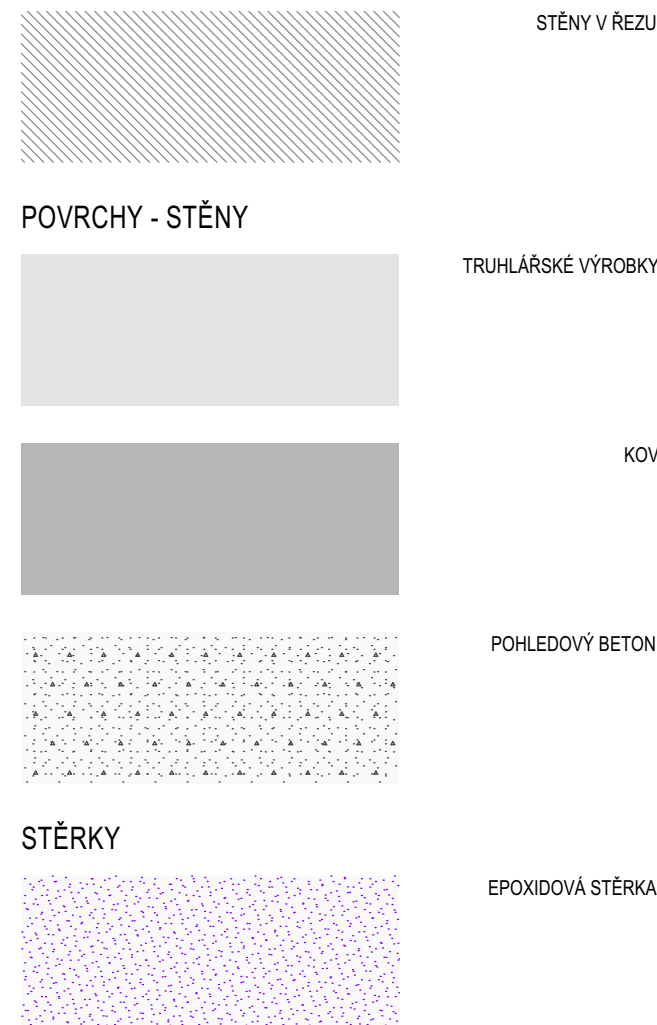 STĚNY V ŘEZU
POVRCHY - STĚNY
TRUHLÁŘSKÉ VÝROBKY
KOV
POHLEDOVÝ BETON
STĚRKY
EPOXIDOVÁ STĚRKA